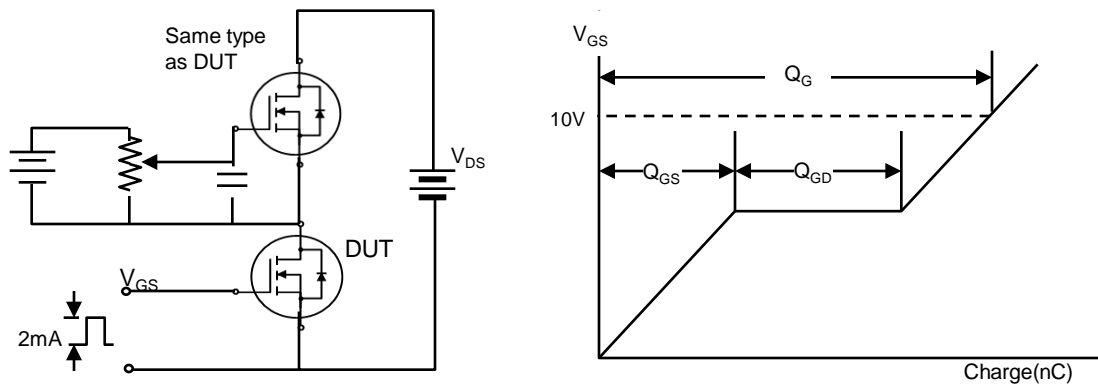 Same type
as DUT
V_DS
DUT
V_GS
2mA
V_GS
Q_G
10V
Q_GS
Q_GD
Charge(nC)